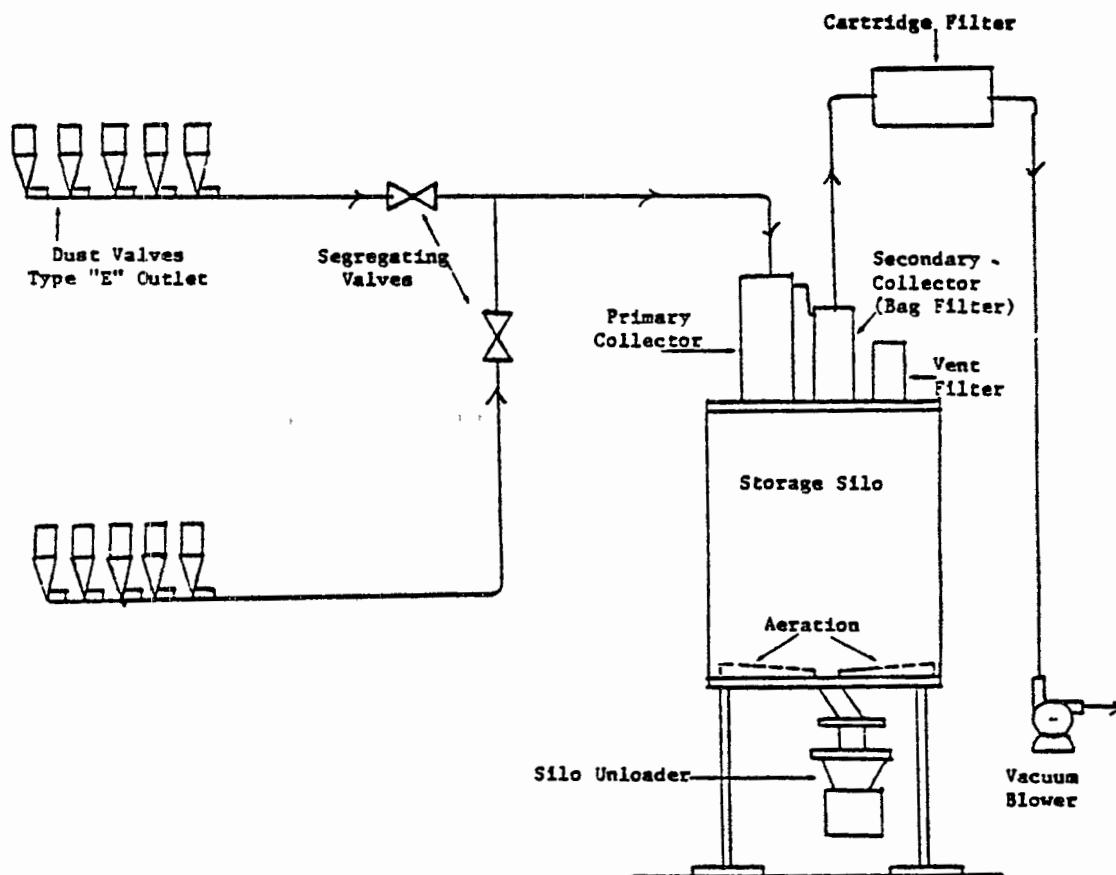 Cartridge Filter
Dust Valves
Type "E" Outlet
Segregating
Valves
Secondary -
Collector
(Bag Filter)
Primary
Collector
Vent
Filter
Storage Silo
Aeration
Silo Unloader
Vacuum
Blower